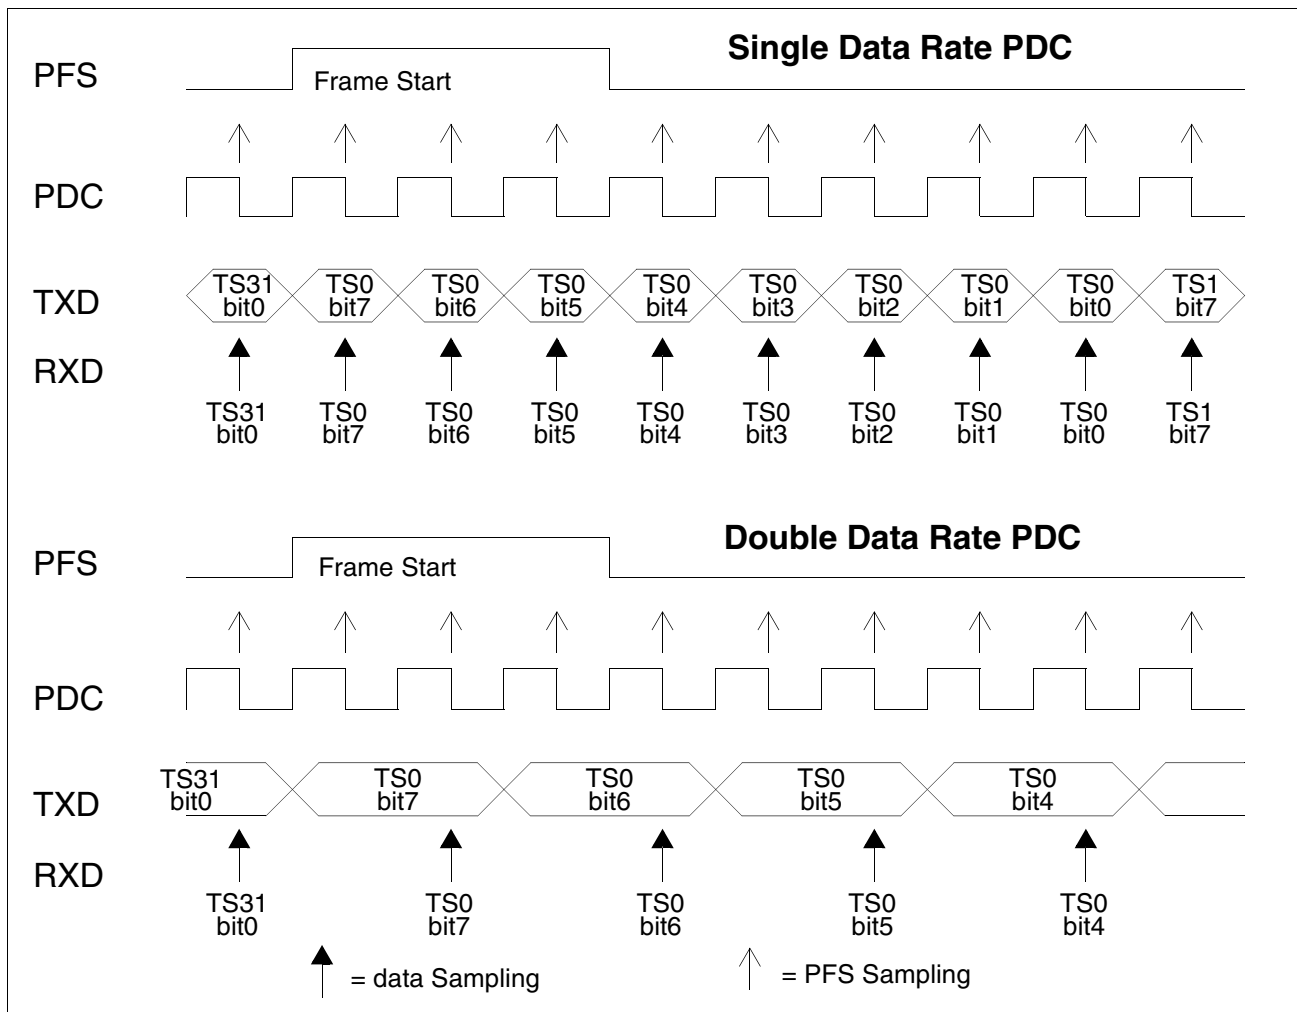 Single Data Rate PDC
PFS
Frame Start
PDC
TXD
TS31 TS0 TS0 TS0 TS0 TS0 TS0 TS0 TS0 TS1
bit0 bit7 bit6 bit5 bit4 bit3 bit2 bit1 bit0 bit7
RXD
TS31 TS0 TS0 TS0 TS0 TS0 TS0 TS0 TS0 TS1
bit0 bit7 bit6 bit5 bit4 bit3 bit2 bit1 bit0 bit7
Double Data Rate PDC
PFS
Frame Start
PDC
TXD
TS31 TS0 TS0 TS0 TS0
bit0 bit7 bit6 bit5 bit4
RXD
TS31 TS0 TS0 TS0 TS0
bit0 bit7 bit6 bit5 bit4
= data Sampling
= PFS Sampling